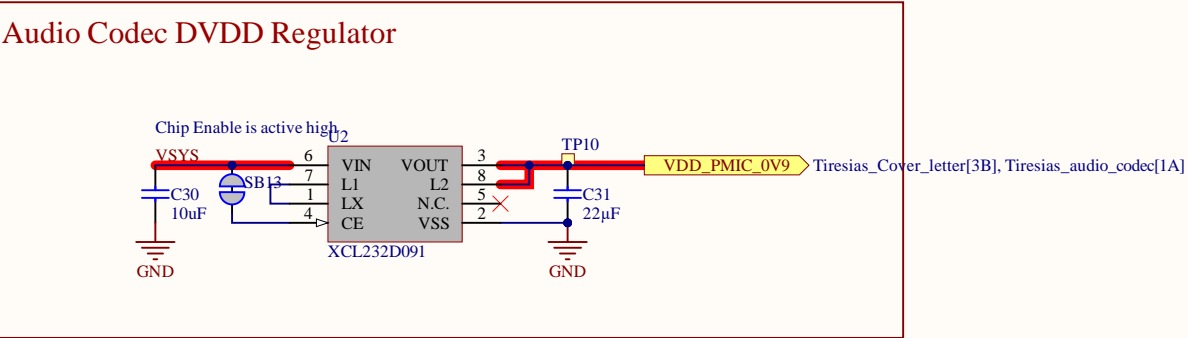 Audio Codec DVDD Regulator
Chip Enable is active high
U2
TP10
VSYS
6 VIN VOUT 3
VDD_PMIC_0V9 Tiresias_Cover_letter[3B], Tiresias_audio_codec[1A]
SB13 7 L1 L2 8
C30 1 LX N.C. 5 C31
10uF 4 CE VSS 2 22µF
XCL232D091
GND GND